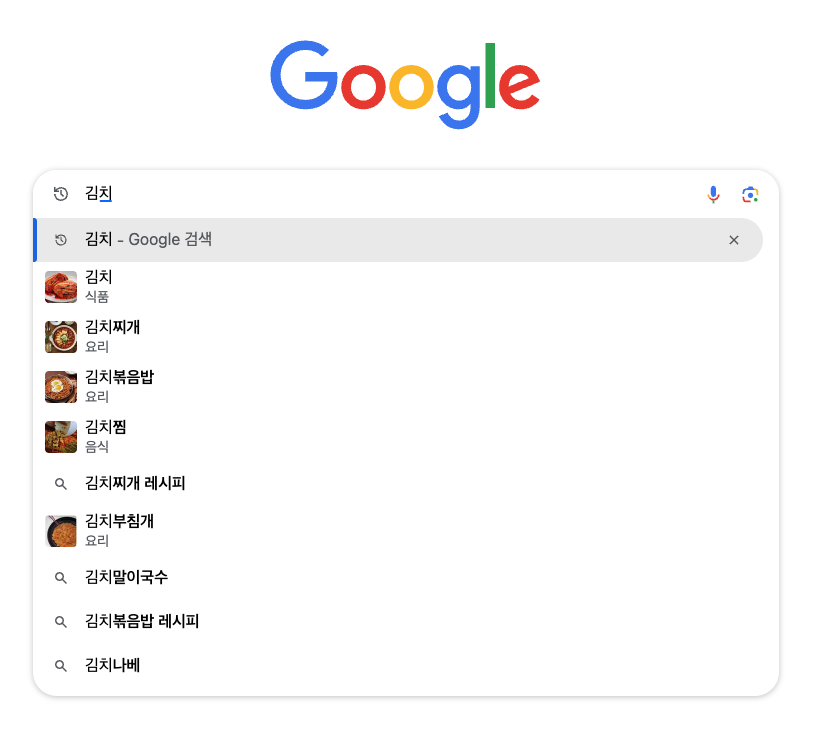 Google
김치
김치 - Google 검색
김치
식품
김치찌개
요리
김치볶음밥
요리
김치찜
음식
김치찌개 레시피
김치부침개
요리
김치말이국수
김치볶음밥 레시피
김치나베